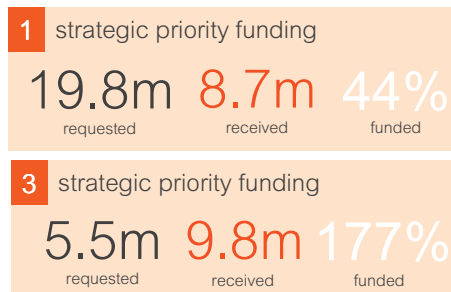 1 strategic priority funding
19.8m 8.7m 44%
requested received funded
3 strategic priority funding
5.5m 9.8m 177%
requested received funded